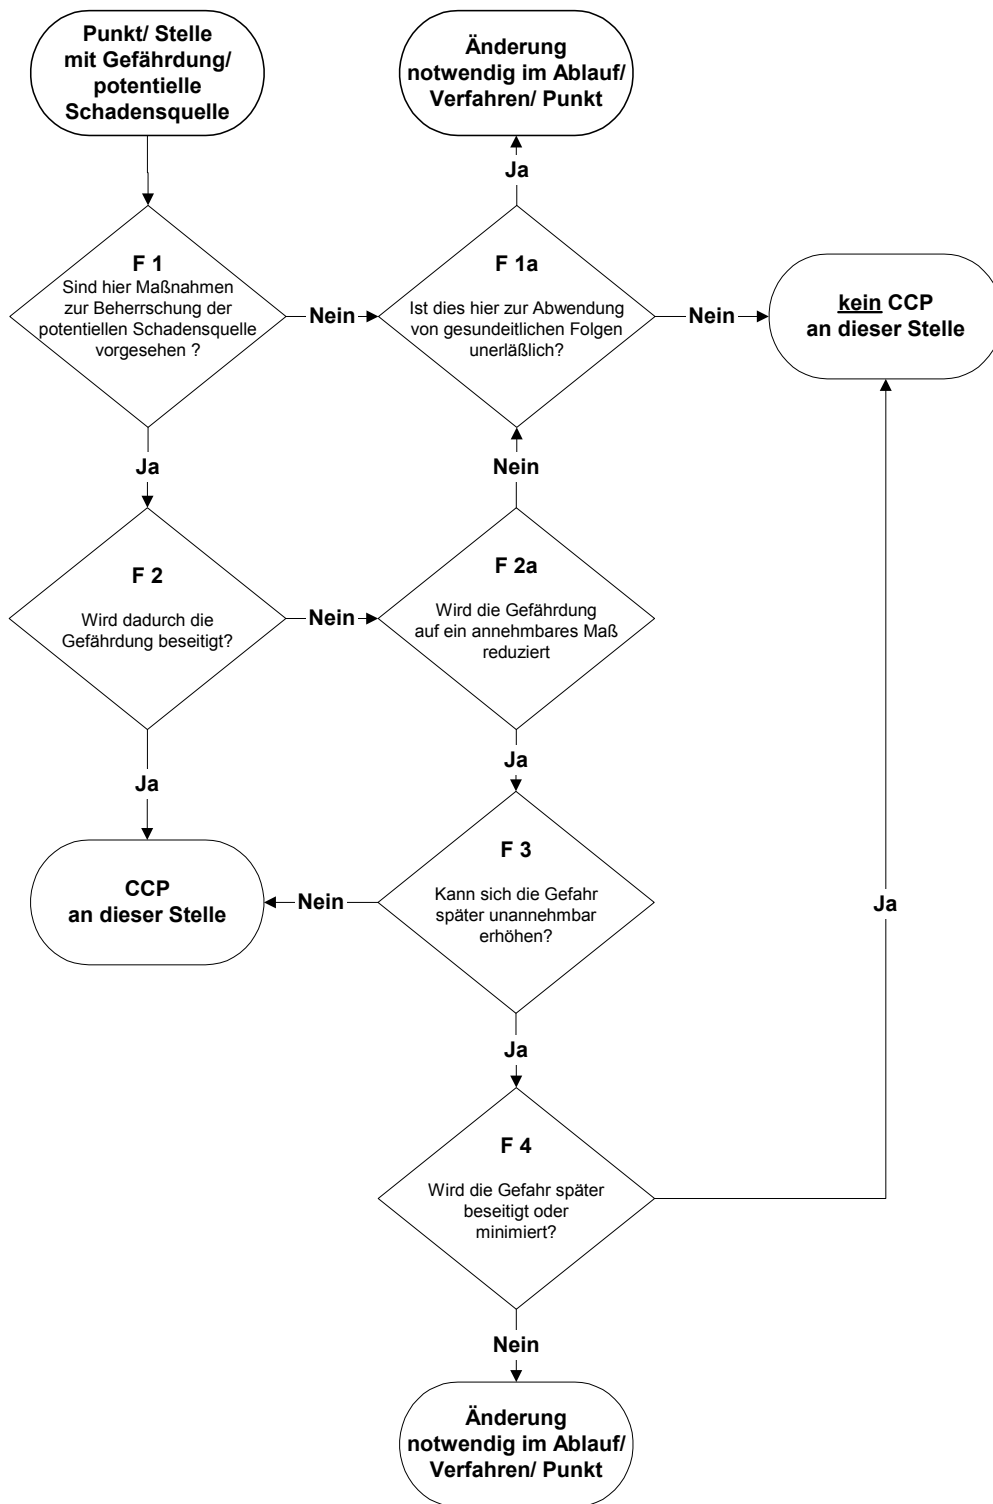 Punkt/ Stelle
mit Gefährdung/
potentielle
Schadensquelle
Änderung
notwendig im Ablauf/
Verfahren/ Punkt
Ja
F 1
Sind hier Maßnahmen
zur Beherrschung der
potentiellen Schadensquelle
vorgesehen ?
Nein
F 1a
Ist dies hier zur Abwendung
von gesundeitlichen Folgen
unerläßlich?
Nein
kein CCP
an dieser Stelle
Ja
Nein
F 2
Wird dadurch die
Gefährdung beseitigt?
Nein
F 2a
Wird die Gefährdung
auf ein annehmbares Maß
reduziert
Ja
Ja
CCP
an dieser Stelle
Nein
F 3
Kann sich die Gefahr
später unannehmbar
erhöhen?
Ja
Ja
F 4
Wird die Gefahr später
beseitigt oder
minimiert?
Nein
Änderung
notwendig im Ablauf/
Verfahren/ Punkt